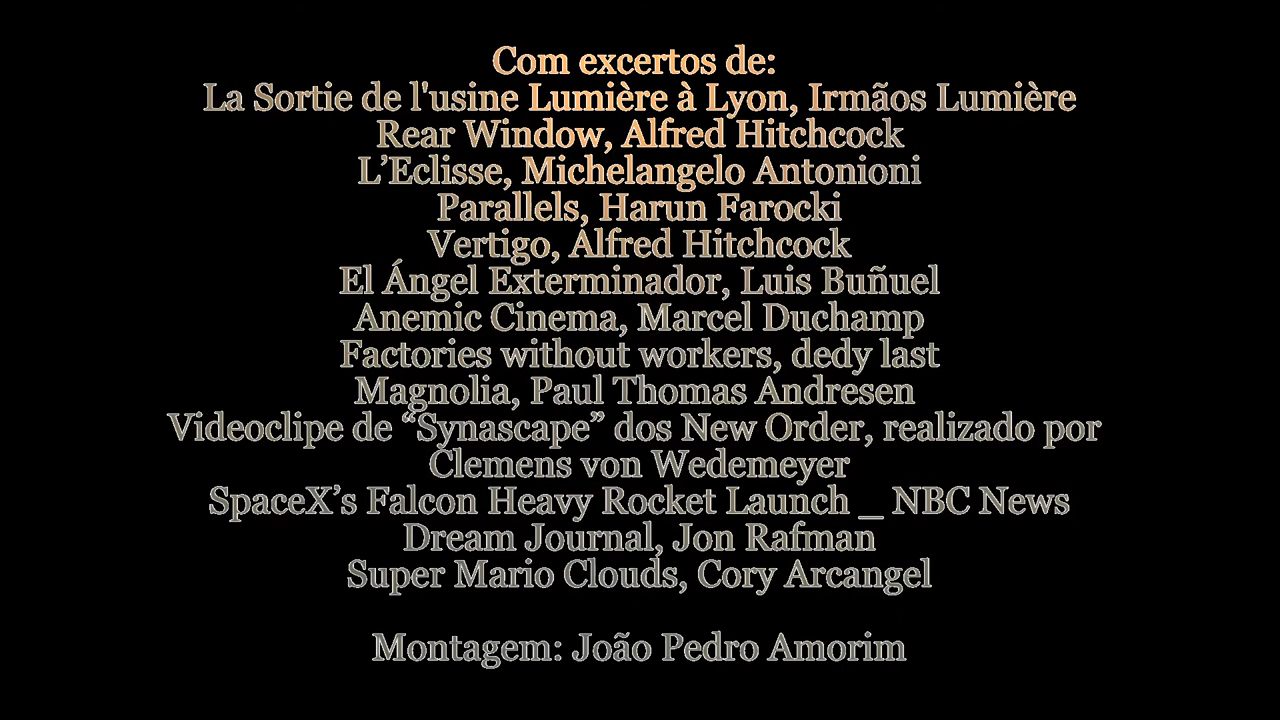 Com excertos de:
La Sortie de l'usine Lumière à Lyon, Irmãos Lumière
Rear Window, Alfred Hitchcock
L’Eclisse, Michelangelo Antonioni
Parallels, Harun Farocki
Vertigo, Alfred Hitchcock
El Ángel Exterminador, Luis Buñuel
Anemic Cinema, Marcel Duchamp
Factories without workers, dedy last
Magnolia, Paul Thomas Andresen
Videoclipe de “Synascape” dos New Order, realizado por
Clemens von Wedemeyer
SpaceX’s Falcon Heavy Rocket Launch _ NBC News
Dream Journal, Jon Rafman
Super Mario Clouds, Cory Arcangel
Montagem: João Pedro Amorim